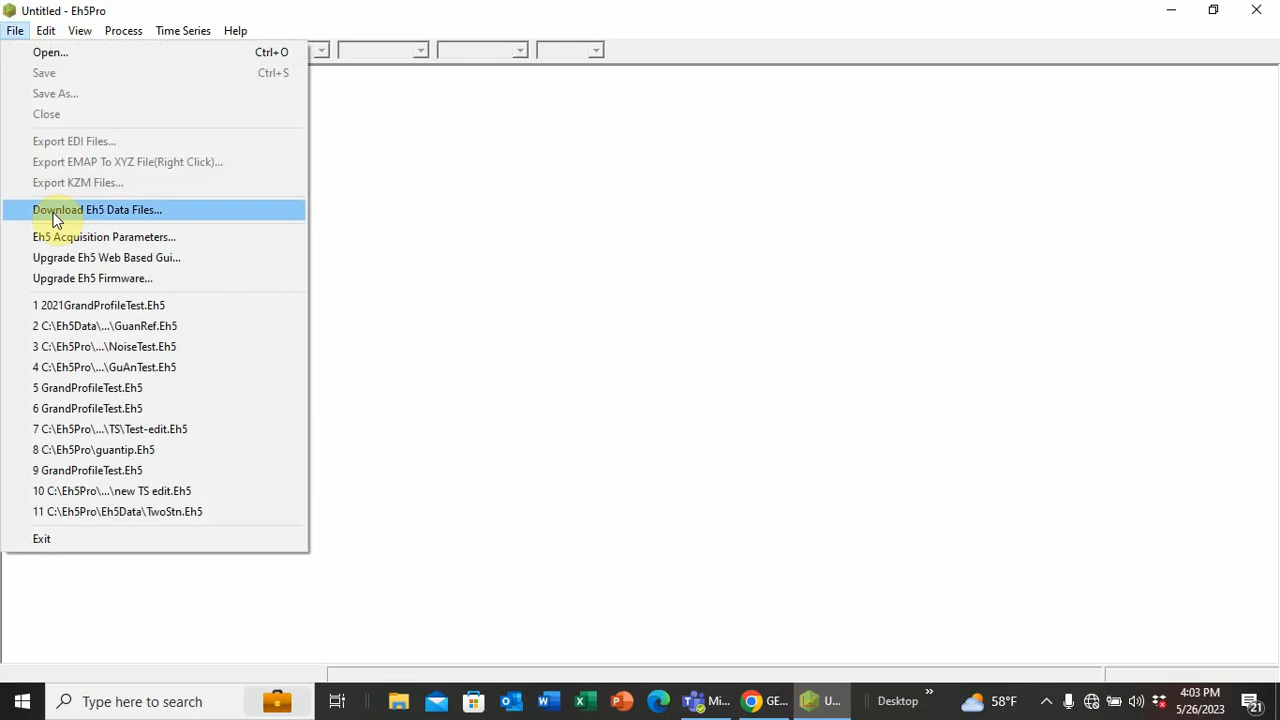 Untitled - Eh5Pro
File Edit View Process Time Series Help
Open... Ctrl+O
Save Ctrl+S
Save As...
Close
Export EDI Files...
Export EMAP To XYZ File(Right Click)...
Export KZM Files...
Download Eh5 Data Files...
Eh5 Acquisition Parameters...
Upgrade Eh5 Web Based Gui...
Upgrade Eh5 Firmware...
1 2021GrandProfileTest.Eh5
2 C:\Eh5Data\...\GuanRef.Eh5
3 C:\Eh5Pro\...\NoiseTest.Eh5
4 C:\Eh5Pro\...\GuAnTest.Eh5
5 GrandProfileTest.Eh5
6 GrandProfileTest.Eh5
7 C:\Eh5Pro\...\TS\Test-edit.Eh5
8 C:\Eh5Pro\guantip.Eh5
9 GrandProfileTest.Eh5
10 C:\Eh5Pro\...\new TS edit.Eh5
11 C:\Eh5Pro\Eh5Data\TwoStn.Eh5
Exit
Type here to search Mi... GE... U... Desktop » 58°F 4:03 PM
5/26/2023 21